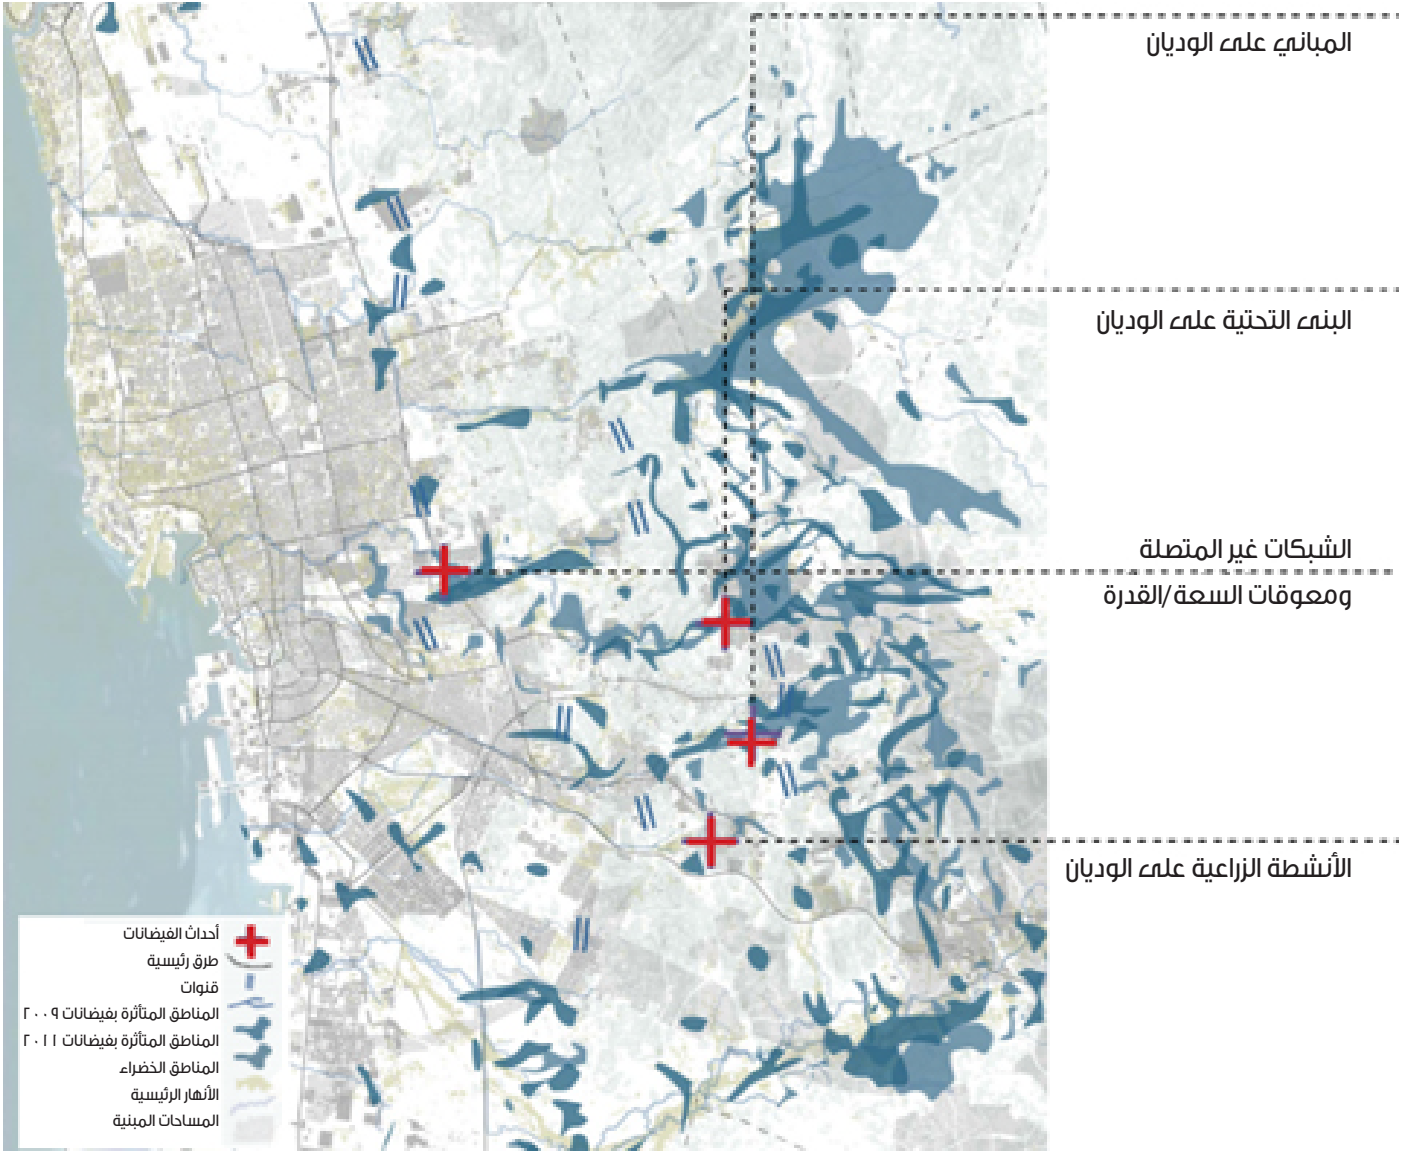 المباني على الوديان
البنى التحتية على الوديان
الشبكات غير المتصلة
ومعوقات السعة/القدرة
الأنشطة الزراعية على الوديان
أحداث الفيضانات
طرق رئيسية
قنوات
المناطق المتأثرة بفيضانات ٢٠٠٩
المناطق المتأثرة بفيضانات ٢٠١١
المناطق الخضراء
الأنهار الرئيسية
المساحات المبنية